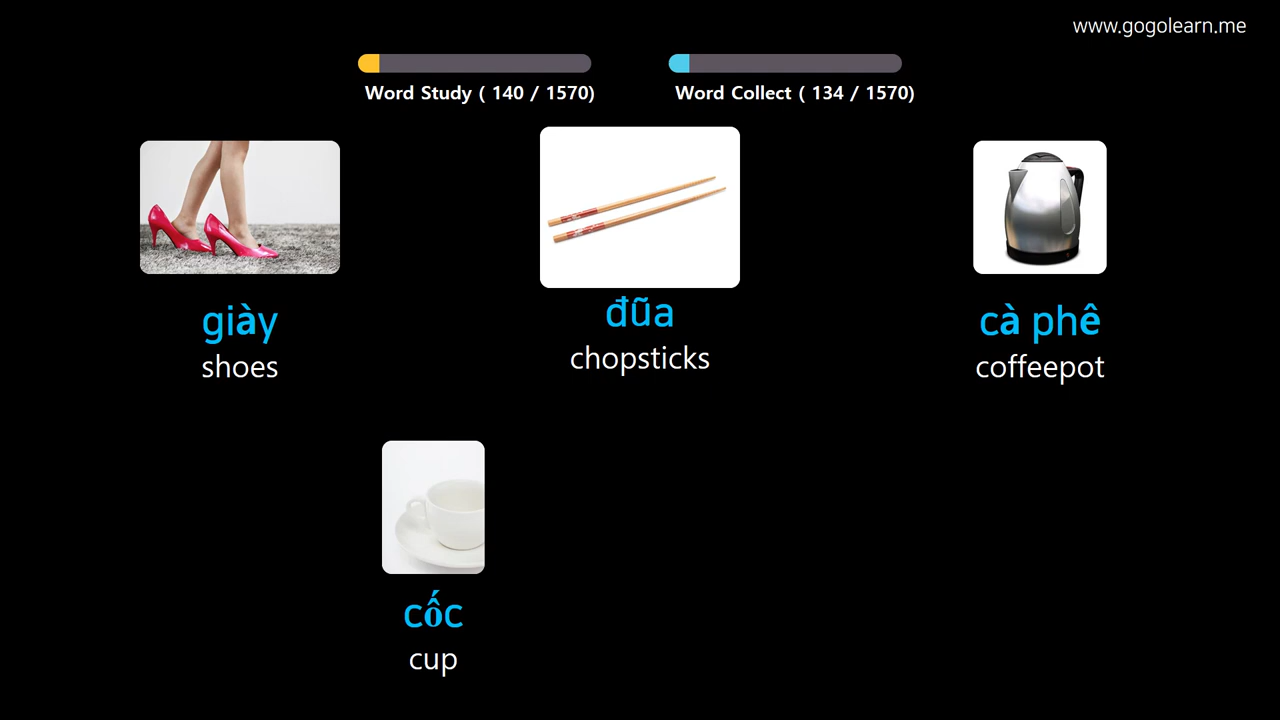 www.gogolearn.me
Word Study ( 140 / 1570)
Word Collect ( 134 / 1570)
giày
shoes
đũa
chopsticks
cà phê
coffeepot
cốc
cup